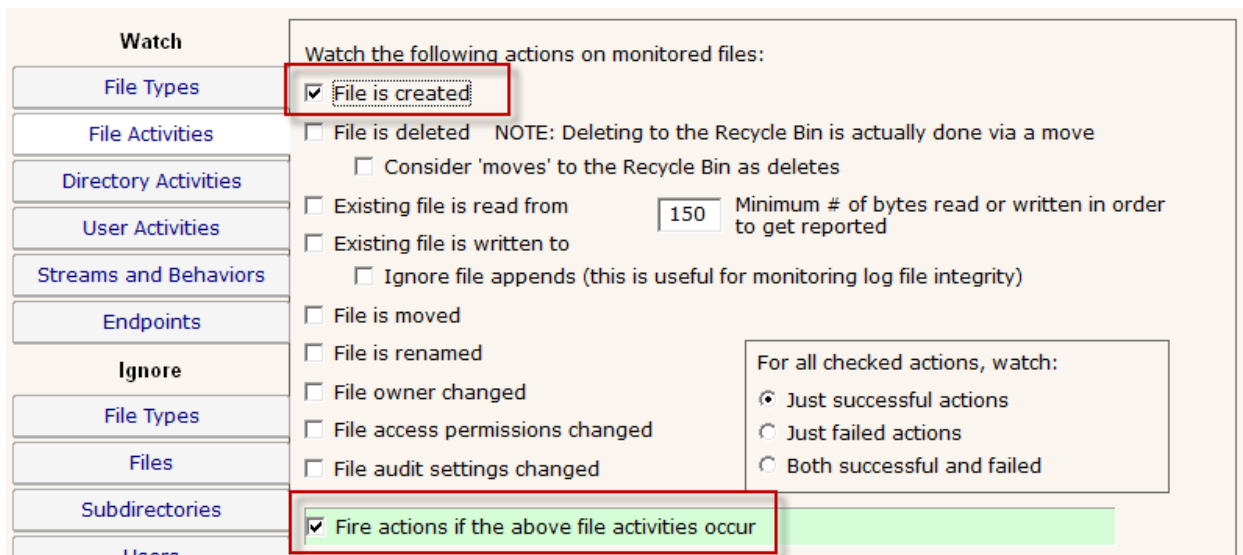 Watch
File Types
File Activities
Directory Activities
User Activities
Streams and Behaviors
Endpoints
Ignore
File Types
Files
Subdirectories
Users
Watch the following actions on monitored files:
File is created
File is deleted NOTE: Deleting to the Recycle Bin is actually done via a move
Consider 'moves' to the Recycle Bin as deletes
Existing file is read from
150 Minimum # of bytes read or written in order
to get reported
Existing file is written to
Ignore file appends (this is useful for monitoring log file integrity)
File is moved
File is renamed
File owner changed
File access permissions changed
File audit settings changed
For all checked actions, watch:
Just successful actions
Just failed actions
Both successful and failed
Fire actions if the above file activities occur